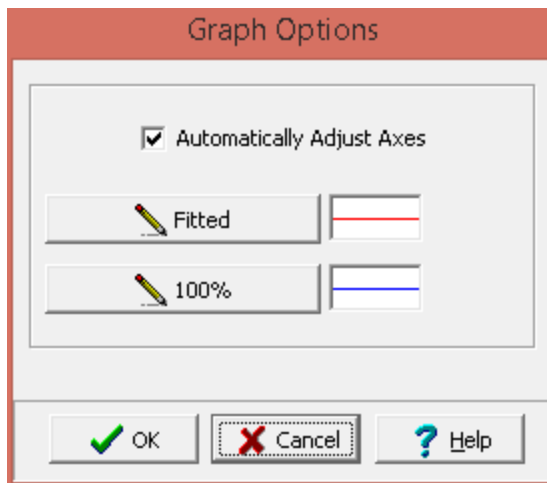 Graph Options
Automatically Adjust Axes
Fitted
100%
OK
Cancel
Help